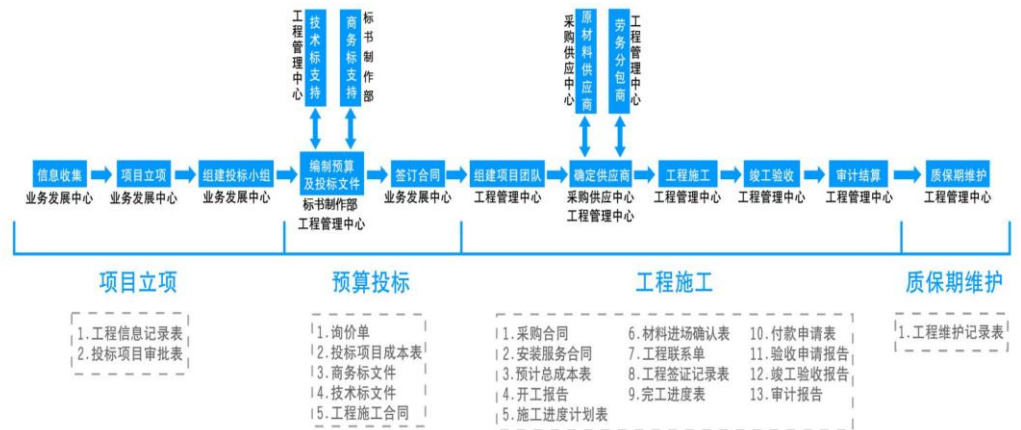 工程管理中心
技术标支持
商务标支持
标书制作部
采购供应中心
原材料供应商
劳务分包商
工程管理中心
信息收集
业务发展中心
项目立项
业务发展中心
组建投标小组
业务发展中心
编制预算
及投标文件
标书制作部
工程管理中心
签订合同
业务发展中心
组建项目团队
工程管理中心
确定供应商
采购供应中心
工程管理中心
工程施工
工程管理中心
竣工验收
工程管理中心
审计结算
工程管理中心
质保期维护
工程管理中心
项目立项
1.工程信息记录表
2.投标项目审批表
预算投标
1.询价单
2.投标项目成本表
3.商务标文件
4.技术标文件
5.工程施工合同
工程施工
1.采购合同
2.安装服务合同
3.预计总成本表
4.开工报告
5.施工进度计划表
6.材料进场确认表
7.工程联系单
8.工程签证记录表
9.完工进度表
10.付款申请表
11.验收申请报告
12.竣工验收报告
13.审计报告
质保期维护
1.工程维护记录表